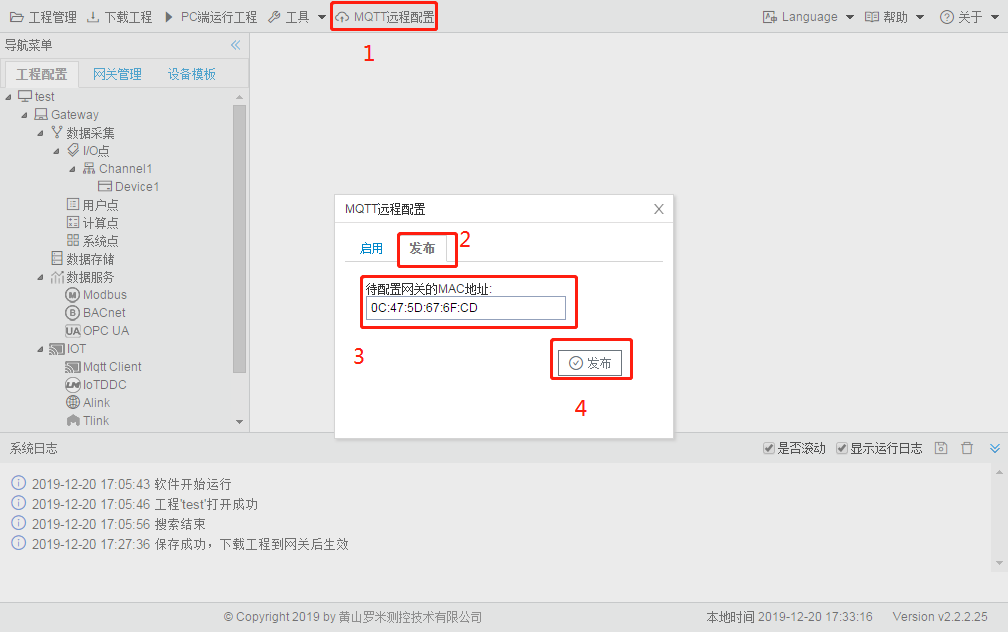 工程管理 下载工程 PC端运行工程 工具 MQTT远程配置 Language 帮助 关于
1
导航菜单
工程配置 网关管理 设备模板
test
Gateway
数据采集
I/O点
Channel1
Device1
用户点
计算点
系统点
数据存储
数据服务
Modbus
BACnet
UA OPC UA
IOT
Mqtt Client
IoTDDC
Alink
Tlink
MQTT远程配置
启用 发布 2
待配置网关的MAC地址:
0C:47:5D:67:6F:CD
3
发布
4
系统日志 是否滚动 显示运行日志
2019-12-20 17:05:43 软件开始运行
2019-12-20 17:05:46 工程'test'打开成功
2019-12-20 17:05:56 搜索结束
2019-12-20 17:27:36 保存成功，下载工程到网关后生效
© Copyright 2019 by 黄山罗米测控技术有限公司 本地时间 2019-12-20 17:33:16 Version v2.2.2.25